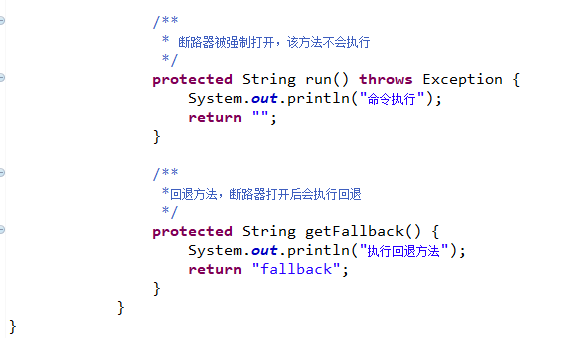 /**
 * 断路器被强制打开，该方法不会执行
 */
protected String run() throws Exception {
System.out.println("命令执行");
return "";
}
/**
 *回退方法，断路器打开后会执行回退
 */
protected String getFallback() {
System.out.println("执行回退方法");
return "fallback";
}
}
}